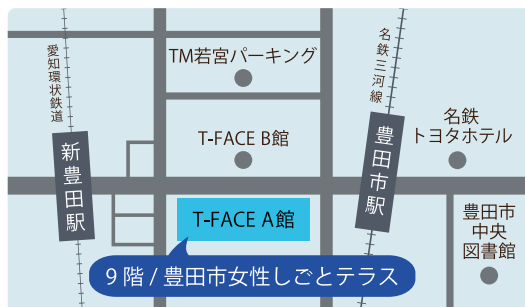 愛知環状鉄道
TM若宮パーキング
名鉄三河線
T-FACE B館
名鉄
トヨタホテル
新豊田駅
豊田市駅
T-FACE A館
豊田市
中央
図書館
9階 / 豊田市女性しごとテラス